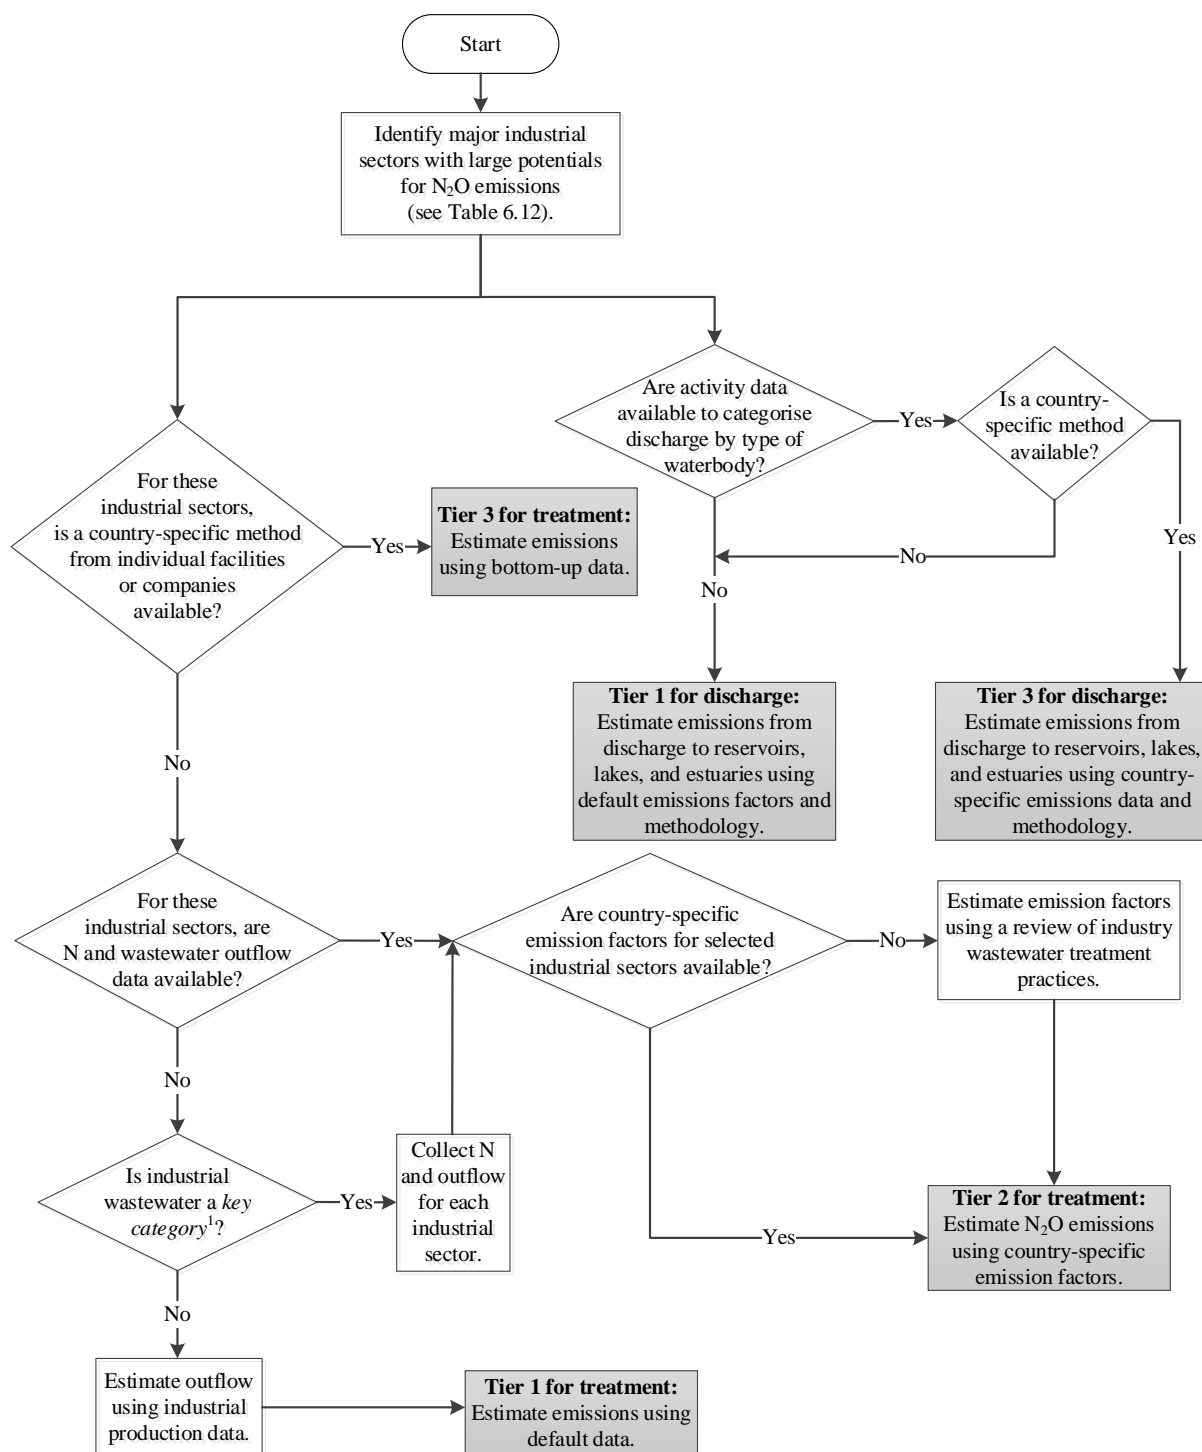 Start
Identify major industrial
sectors with large potentials
for N₂O emissions
(see Table 6.12).
Are activity data
available to categorise
discharge by type of
waterbody?
Yes
Is a country-
specific method
available?
For these
industrial sectors,
is a country-specific method
from individual facilities
or companies
available?
Yes
Tier 3 for treatment:
Estimate emissions
using bottom-up data.
No
Yes
No
Tier 1 for discharge:
Estimate emissions from
discharge to reservoirs,
lakes, and estuaries using
default emissions factors and
methodology.
Tier 3 for discharge:
Estimate emissions from
discharge to reservoirs, lakes,
and estuaries using country-
specific emissions data and
methodology.
No
For these
industrial sectors, are
N and wastewater outflow
data available?
Yes
Are country-specific
emission factors for selected
industrial sectors available?
No
Estimate emission factors
using a review of industry
wastewater treatment
practices.
No
Is industrial
wastewater a key
category¹?
Yes
Collect N
and outflow
for each
industrial
sector.
Yes
Tier 2 for treatment:
Estimate N₂O emissions
using country-specific
emission factors.
No
Estimate outflow
using industrial
production data.
Tier 1 for treatment:
Estimate emissions using
default data.